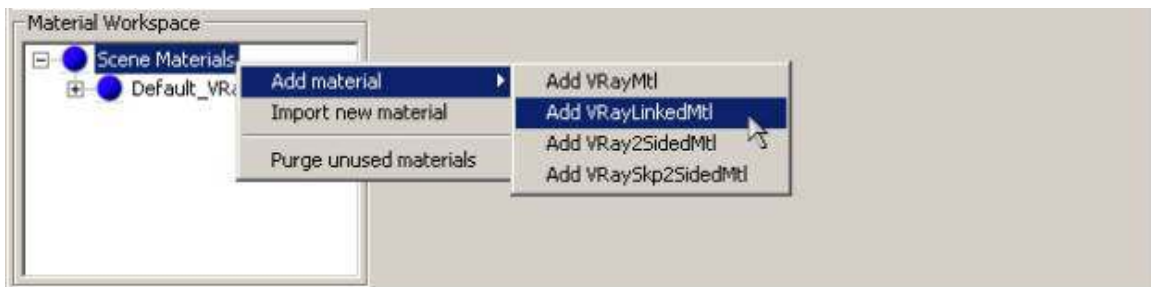 Material Workspace
Scene Materials
Default_VRa
Add material
Import new material
Purge unused materials
Add VRayMtl
Add VRayLinkedMtl
Add VRay2SidedMtl
Add VRaySkp2SidedMtl